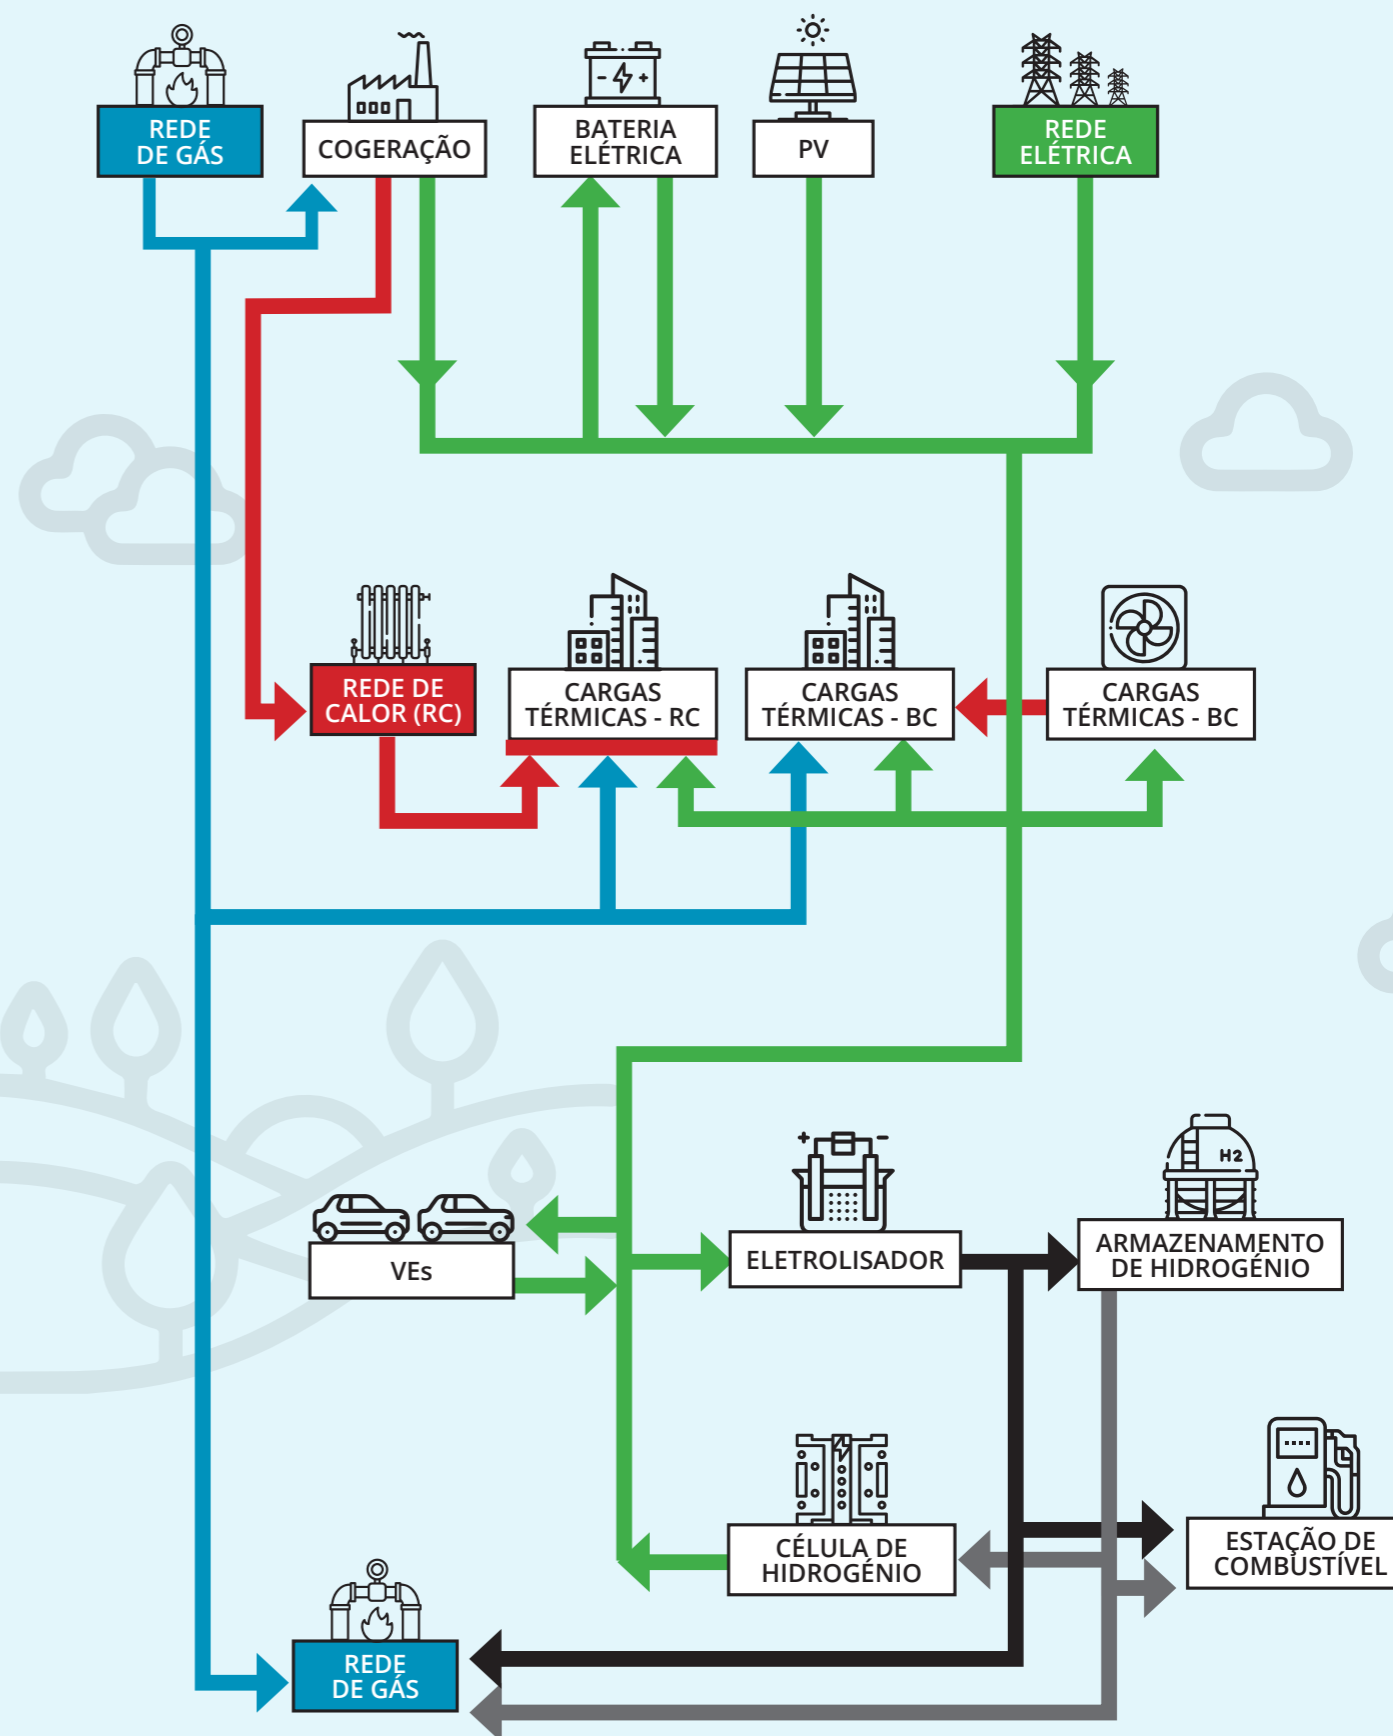 REDE
DE GÁS
COGERAÇÃO
- +
BATERIA
ELÉTRICA
PV
REDE
ELÉTRICA
REDE DE
CALOR (RC)
CARGAS
TÉRMICAS - RC
CARGAS
TÉRMICAS - BC
CARGAS
TÉRMICAS - BC
VEs
+ -
ELETROLISADOR
H2
ARMAZENAMENTO
DE HIDROGÉNIO
CÉLULA DE
HIDROGÉNIO
ESTAÇÃO DE
COMBUSTÍVEL
REDE
DE GÁS